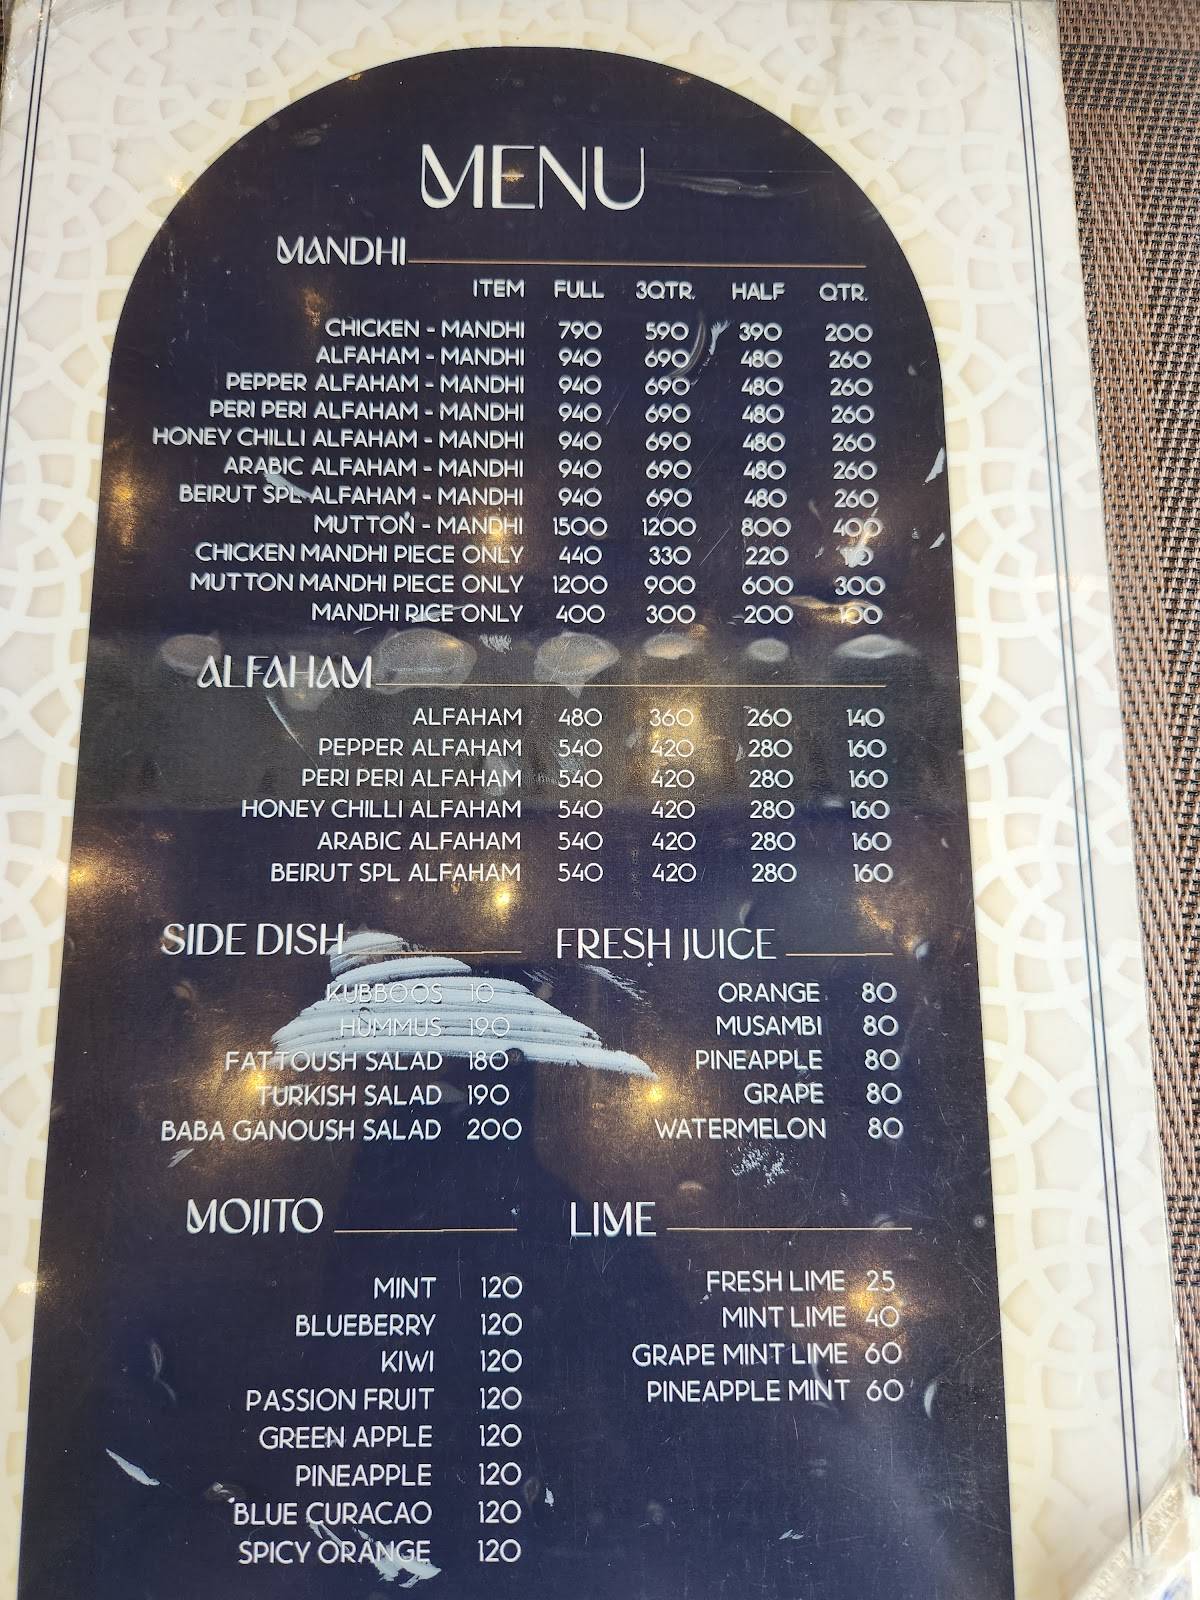 MENU
MANDHI
ITEM FULL 3QTR. HALF QTR.
CHICKEN - MANDHI 790 590 390 200
ALFAHAM - MANDHI 940 690 480 260
PEPPER ALFAHAM - MANDHI 940 690 480 260
PERI PERI ALFAHAM - MANDHI 940 690 480 260
HONEY CHILLI ALFAHAM - MANDHI 940 690 480 260
ARABIC ALFAHAM - MANDHI 940 690 480 260
BEIRUT SPL ALFAHAM - MANDHI 940 690 480 260
MUTTON - MANDHI 1500 1200 800 400
CHICKEN MANDHI PIECE ONLY 440 330 220
MUTTON MANDHI PIECE ONLY 1200 900 600 300
MANDHI RICE ONLY 400 300 200 100
ALFAHAM
ALFAHAM 480 360 260 140
PEPPER ALFAHAM 540 420 280 160
PERI PERI ALFAHAM 540 420 280 160
HONEY CHILLI ALFAHAM 540 420 280 160
ARABIC ALFAHAM 540 420 280 160
BEIRUT SPL ALFAHAM 540 420 280 160
SIDE DISH
KUBBOOS 10
HUMMUS 190
FATTOUSH SALAD 180
TURKISH SALAD 190
BABA GANOUSH SALAD 200
FRESH JUICE
ORANGE 80
MUSAMBI 80
PINEAPPLE 80
GRAPE 80
WATERMELON 80
MOJITO
MINT 120
BLUEBERRY 120
KIWI 120
PASSION FRUIT 120
GREEN APPLE 120
PINEAPPLE 120
BLUE CURACAO 120
SPICY ORANGE 120
LIME
FRESH LIME 25
MINT LIME 40
GRAPE MINT LIME 60
PINEAPPLE MINT 60